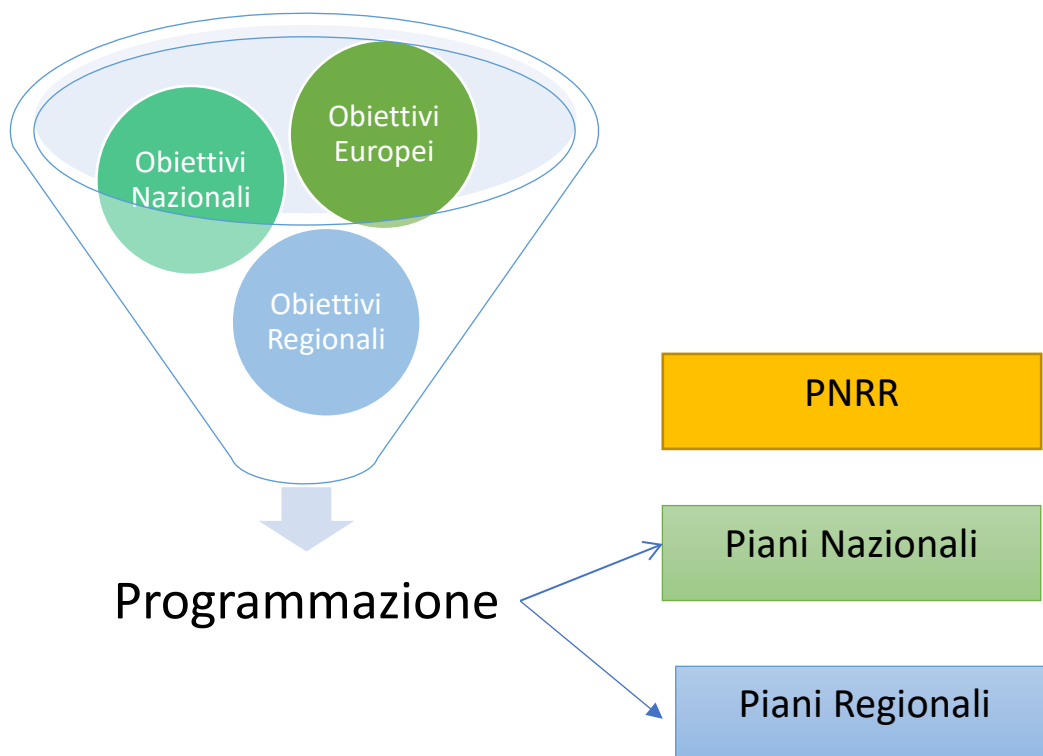 Obiettivi
Europei
Obiettivi
Nazionali
Obiettivi
Regionali
PNRR
Piani Nazionali
Programmazione
Piani Regionali